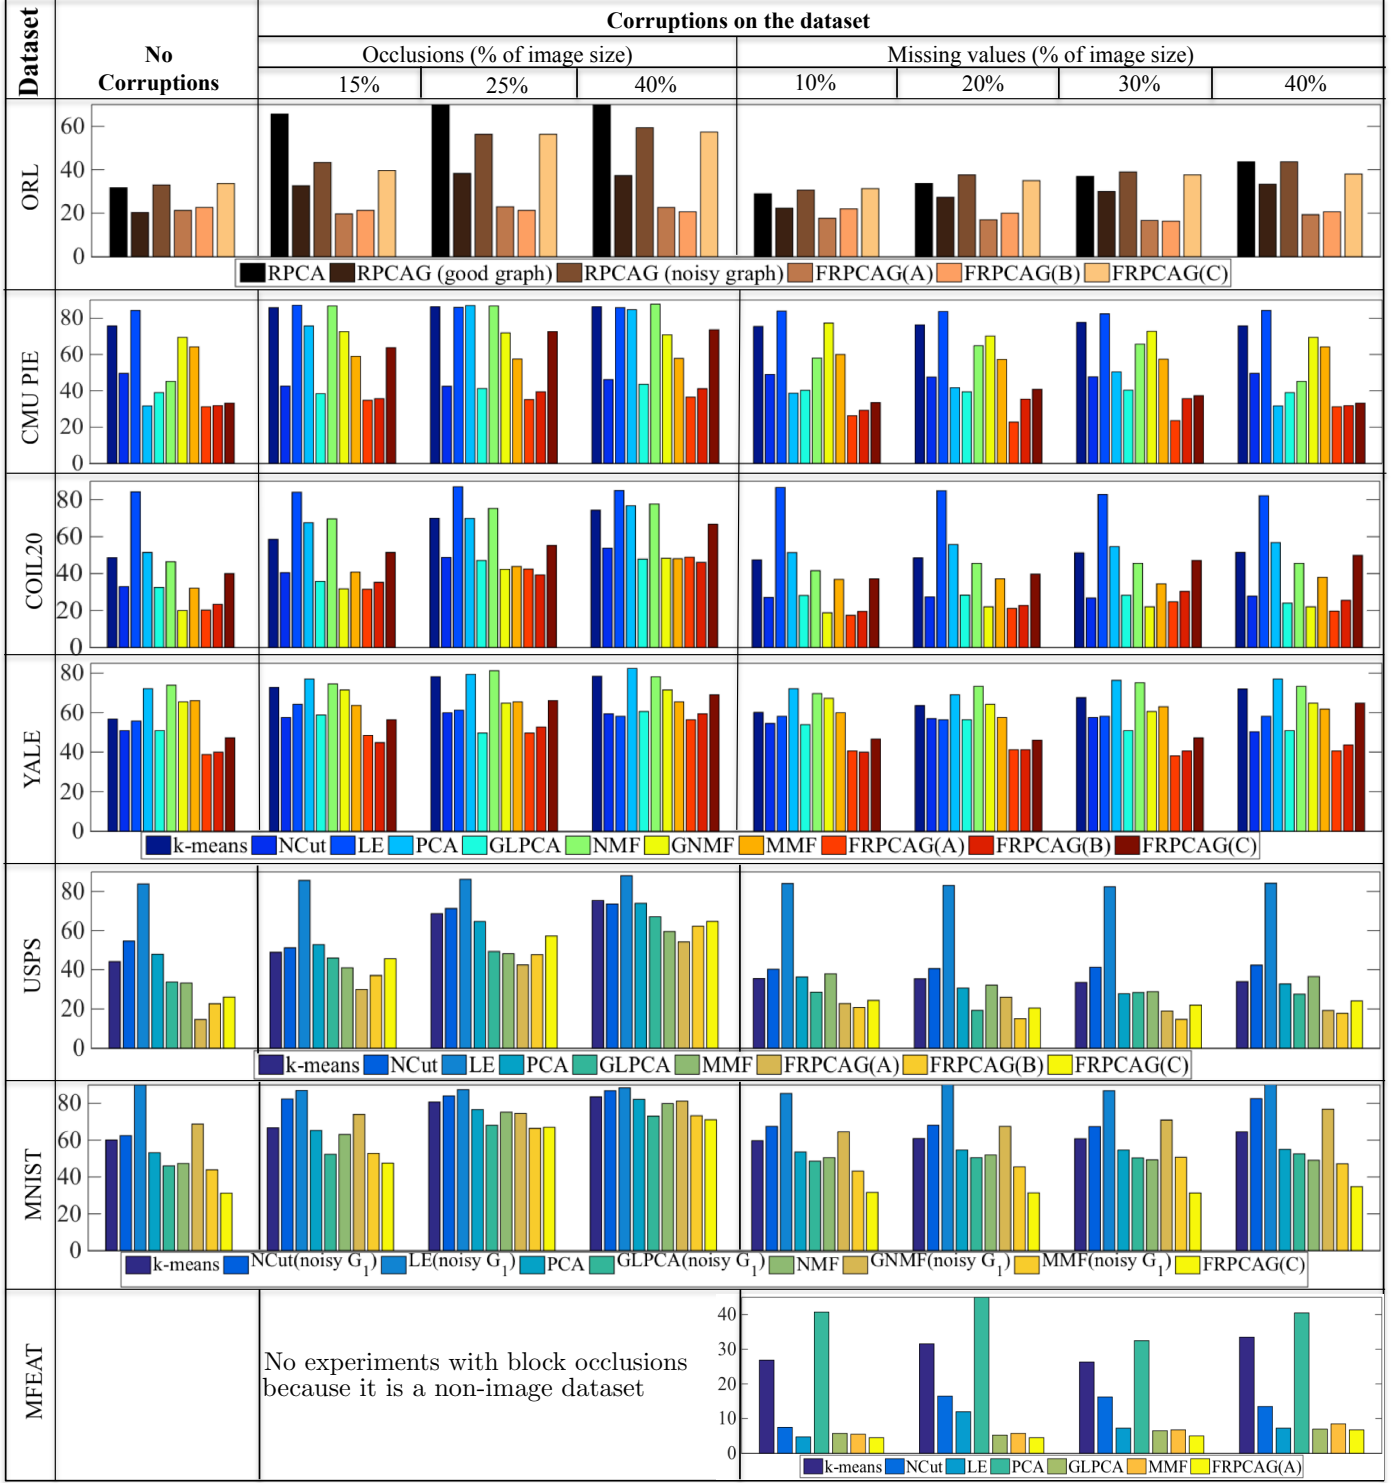 Dataset
No
Corruptions
Corruptions on the dataset
Occlusions (% of image size)
Missing values (% of image size)
15%
25%
40%
10%
20%
30%
40%
ORL
60
40
20
0
RPCA RPCAG (good graph) RPCAG (noisy graph) FRPCAG(A) FRPCAG(B) FRPCAG(C)
CMU PIE
80
60
40
20
0
COIL20
80
60
40
20
0
YALE
80
60
40
20
0
k-means NCut LE PCA GLPCA NMF GNMF MMF FRPCAG(A) FRPCAG(B) FRPCAG(C)
USPS
80
60
40
20
0
k-means NCut LE PCA GLPCA MMF FRPCAG(A) FRPCAG(B) FRPCAG(C)
MNIST
80
60
40
20
0
k-means NCut(noisy G1) LE(noisy G1) PCA GLPCA(noisy G1) NMF GNMF(noisy G1) MMF(noisy G1) FRPCAG(C)
MFEAT
No experiments with block occlusions
because it is a non-image dataset
40
30
20
10
0
k-means NCut LE PCA GLPCA MMF FRPCAG(A)